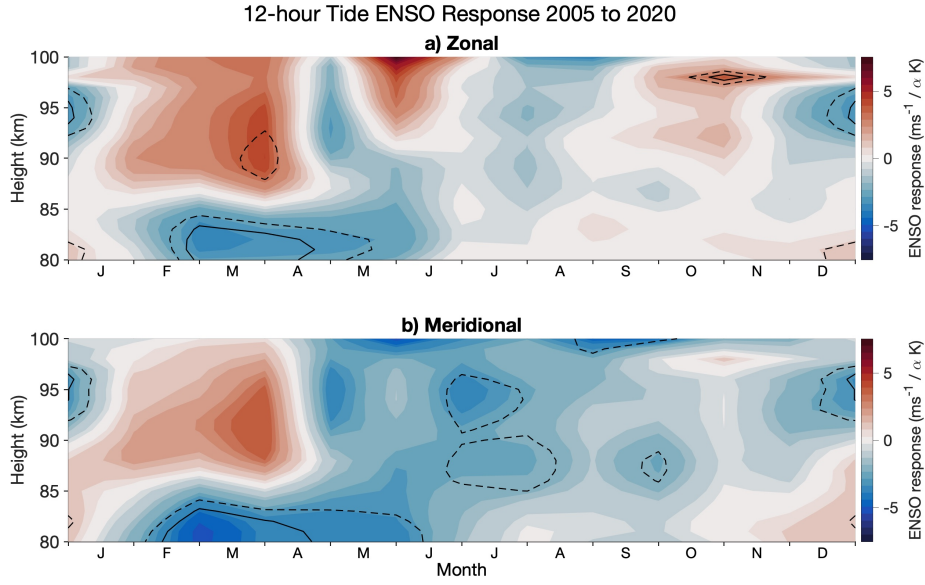 12-hour Tide ENSO Response 2005 to 2020
a) Zonal
100
95
90
85
80
Height (km)
J F M A M J J A S O N D
5
0
−5
ENSO response (ms⁻¹ / α K)
b) Meridional
100
95
90
85
80
Height (km)
J F M A M J J A S O N D
Month
5
0
−5
ENSO response (ms⁻¹ / α K)